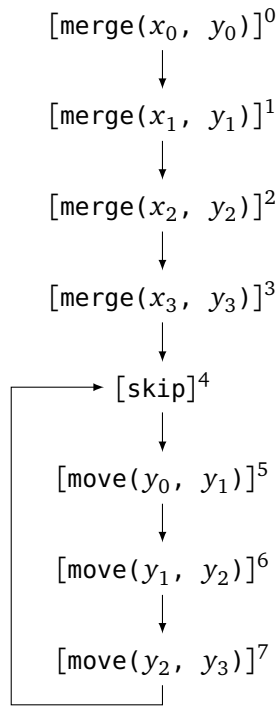 [merge(x₀, y₀)]⁰
[merge(x₁, y₁)]¹
[merge(x₂, y₂)]²
[merge(x₃, y₃)]³
[skip]⁴
[move(y₀, y₁)]⁵
[move(y₁, y₂)]⁶
[move(y₂, y₃)]⁷